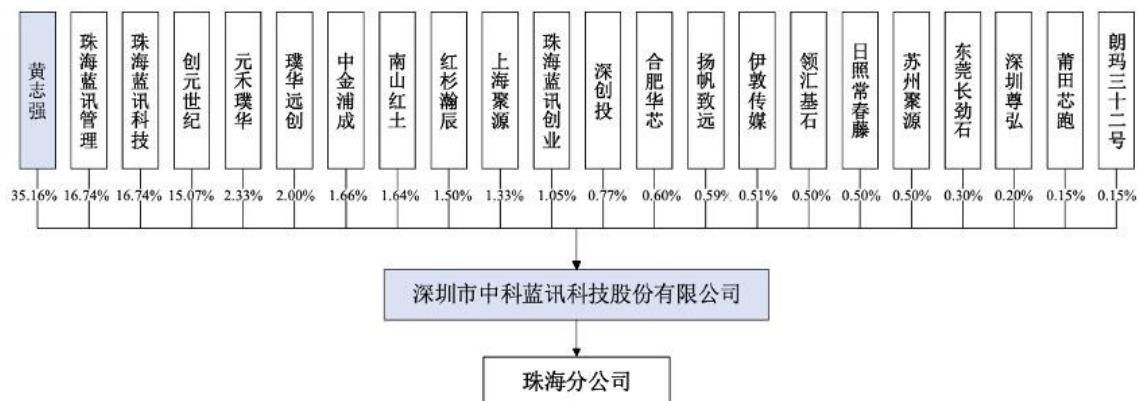 黄志强
珠海蓝讯管理
珠海蓝讯科技
创元世纪
元禾璞华
璞华远创
中金浦成
南山红土
红杉瀚辰
上海聚源
珠海蓝讯创业
深创投
合肥华芯
扬帆致远
伊敦传媒
领汇基石
日照常春藤
苏州聚源
东莞长劲石
深圳尊弘
莆田芯跑
朗玛三十二号
35.16% 16.74% 16.74% 15.07% 2.33% 2.00% 1.66% 1.64% 1.50% 1.33% 1.05% 0.77% 0.60% 0.59% 0.51% 0.50% 0.50% 0.50% 0.30% 0.20% 0.15% 0.15%
深圳市中科蓝讯科技股份有限公司
珠海分公司